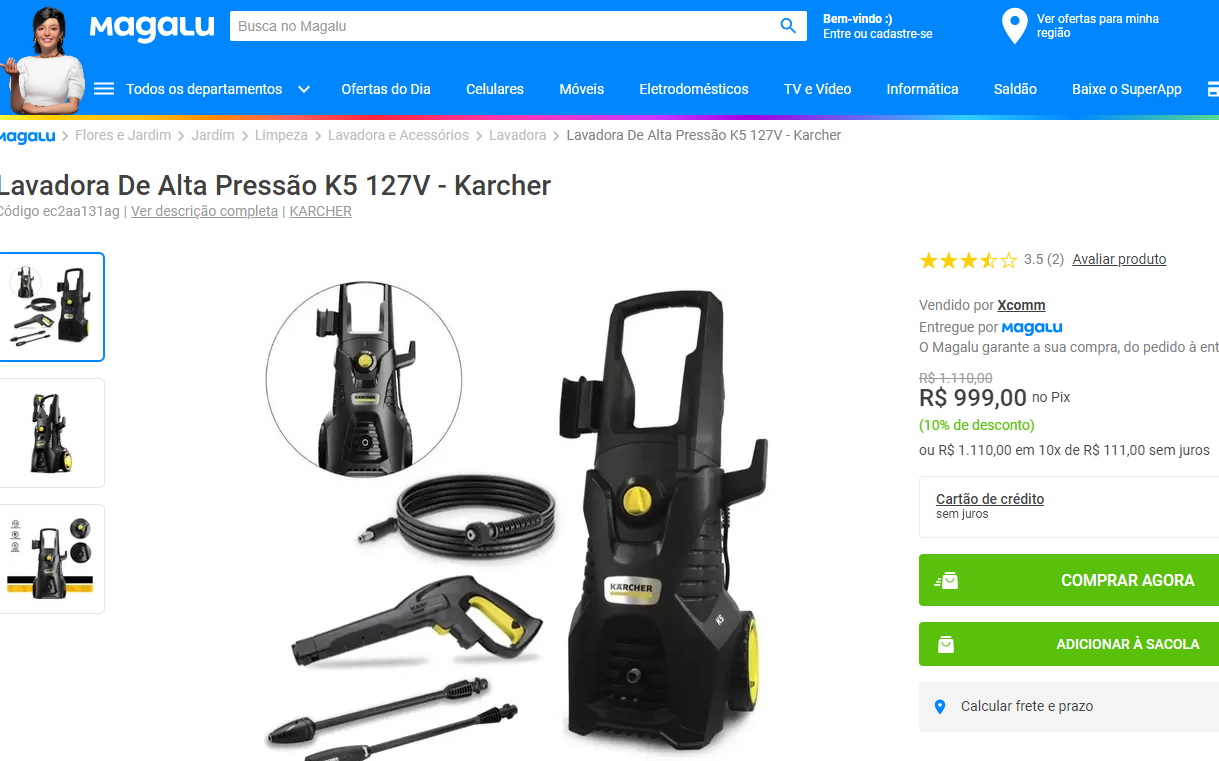 Magalu
Busca no Magalu
Bem-vindo :)
Entre ou cadastre-se
Ver ofertas para minha
região
Todos os departamentos
Ofertas do Dia
Celulares
Móveis
Eletrodomésticos
TV e Vídeo
Informática
Saldão
Baixe o SuperApp
Magalu > Flores e Jardim > Jardim > Limpeza > Lavadora e Acessórios > Lavadora > Lavadora De Alta Pressão K5 127V - Karcher
Lavadora De Alta Pressão K5 127V - Karcher
Código ec2aa131ag | Ver descrição completa | KARCHER
3.5 (2) Avaliar produto
Vendido por Xcomm
Entregue por Magalu
O Magalu garante a sua compra, do pedido à ent
R$ 1.110,00
R$ 999,00 no Pix
(10% de desconto)
ou R$ 1.110,00 em 10x de R$ 111,00 sem juros
Cartão de crédito
sem juros
COMPRAR AGORA
ADICIONAR À SACOLA
Calcular frete e prazo
KÄRCHER
KÄRCHER
K5